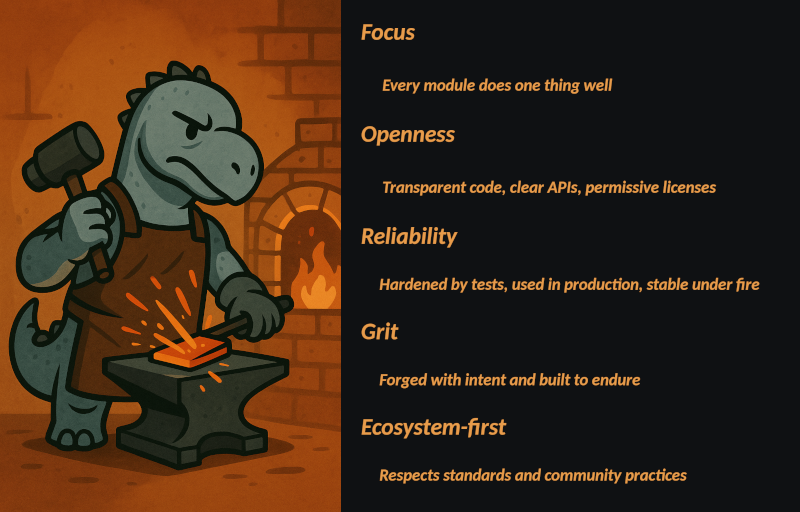 Focus
Every module does one thing well
Openness
Transparent code, clear APIs, permissive licenses
Reliability
Hardened by tests, used in production, stable under fire
Grit
Forged with intent and built to endure
Ecosystem-first
Respects standards and community practices